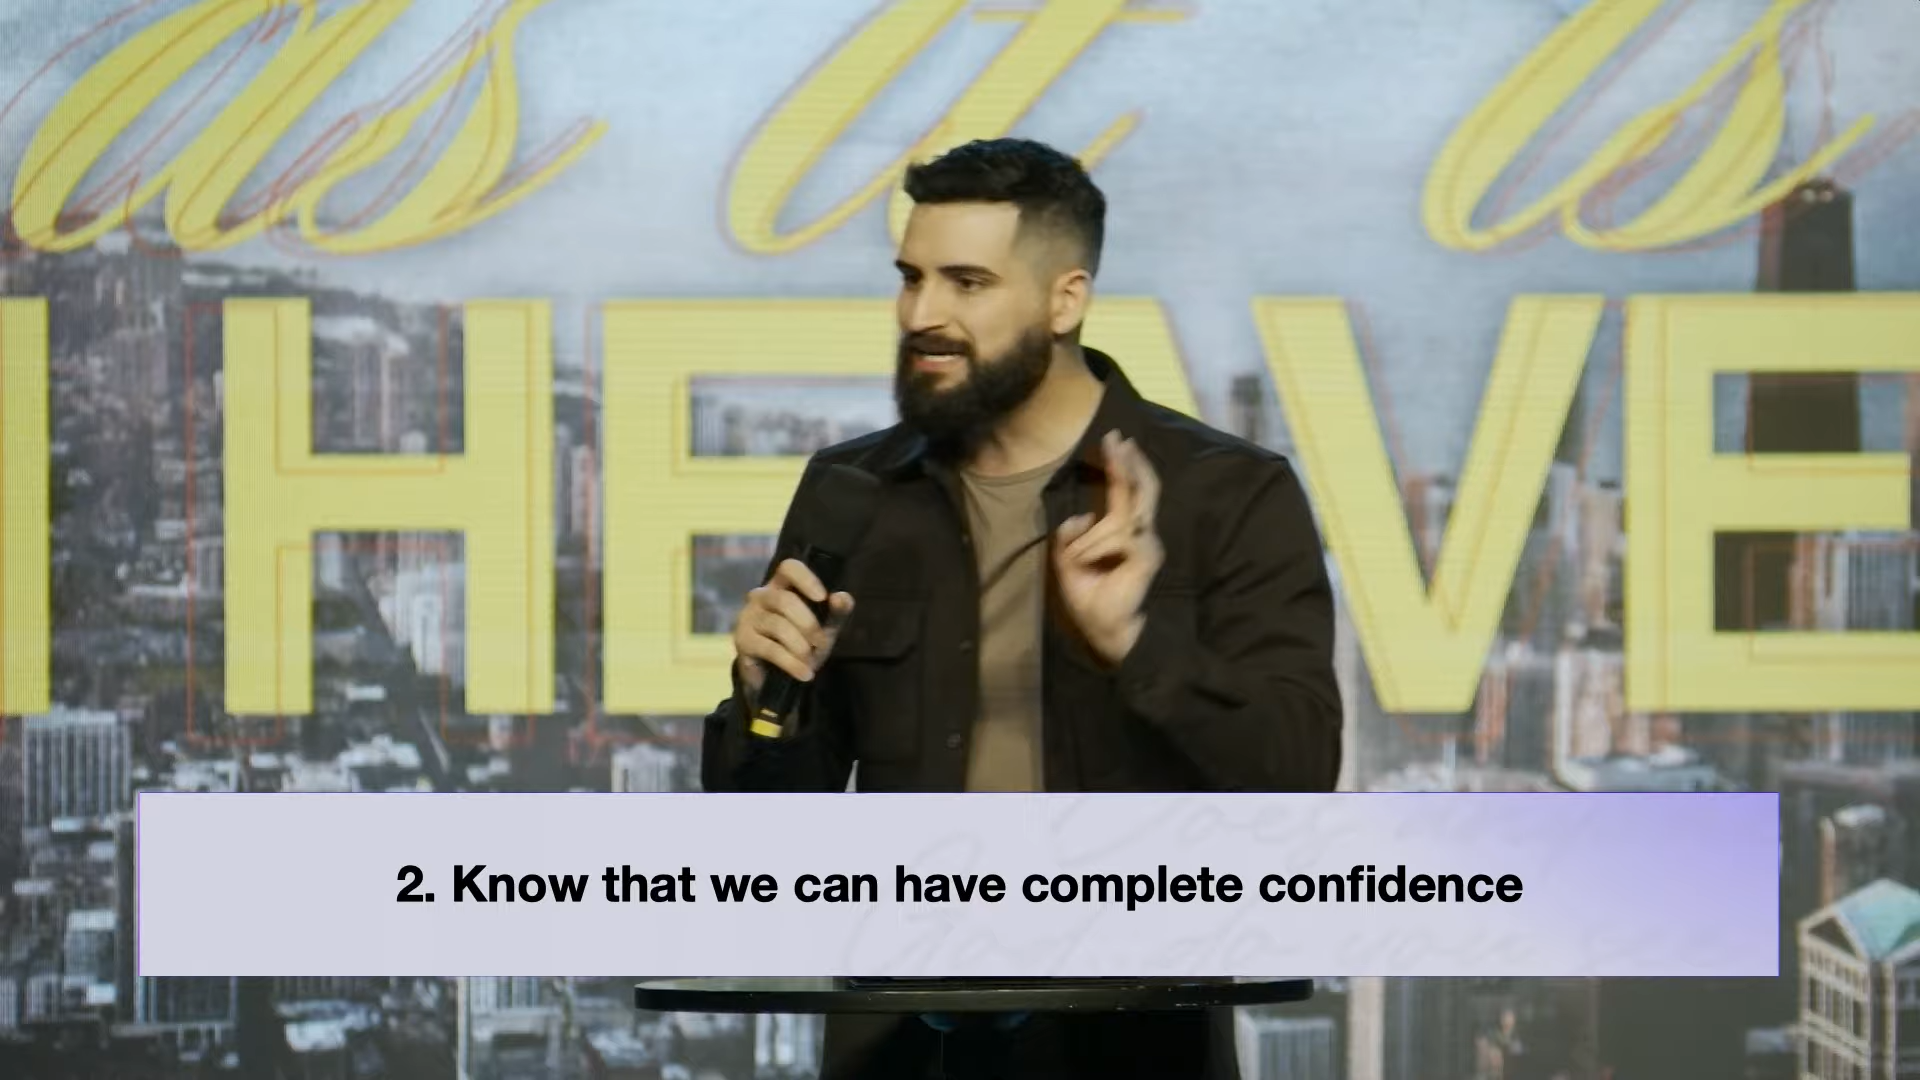 as it is
HEAVE
2. Know that we can have complete confidence